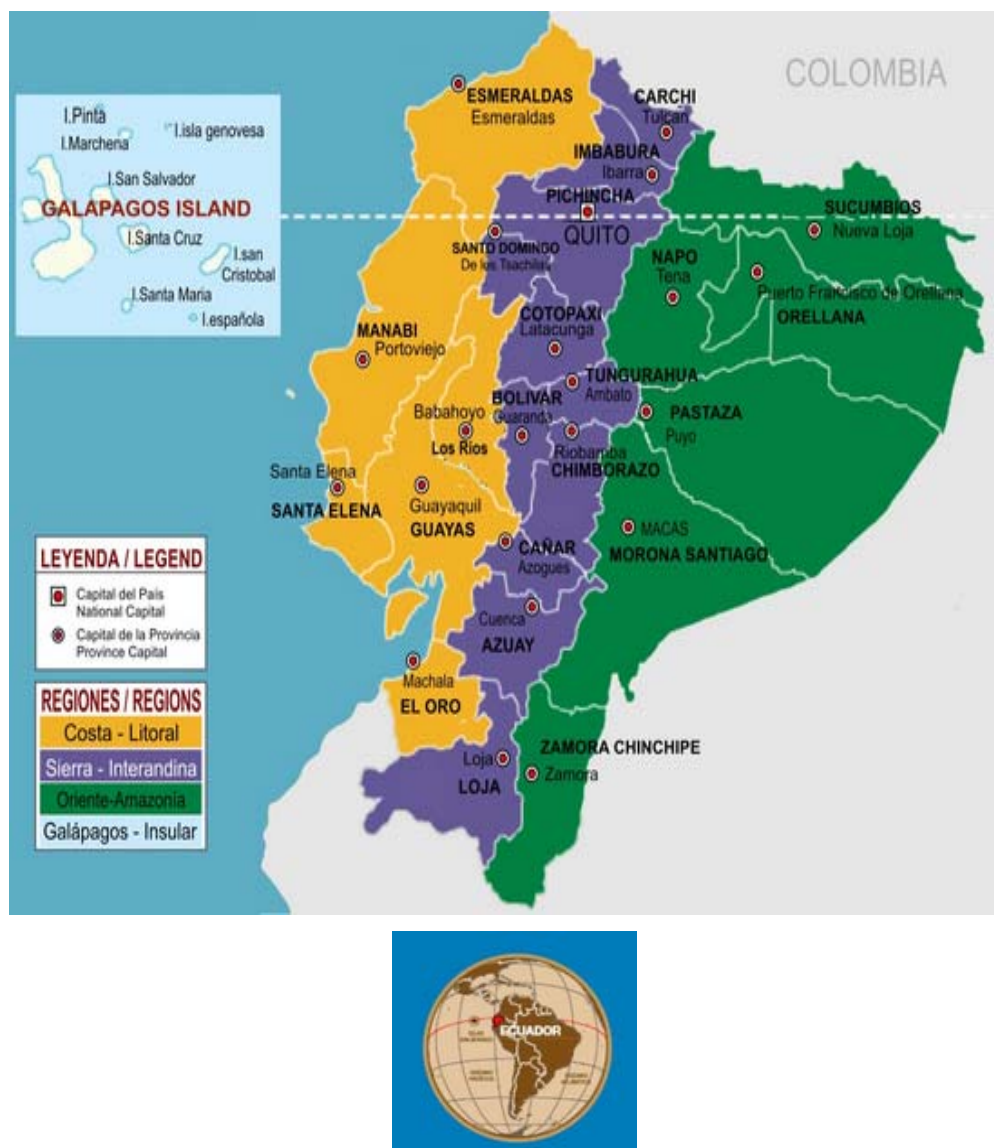 COLOMBIA
ESMERALDAS
Esmeraldas
CARCHI
Tulcan
IMBABURA
Ibarra
PICHINCHA
QUITO
SUCUMBIOS
Nueva Loja
I.Pinta
I.isla genovesa
I.Marchena
I.San Salvador
GALAPAGOS ISLAND
I.Santa Cruz
I.san
Cristobal
I.Santa Maria
I.española
SANTO DOMINGO
De los Tsachilas
NAPO
Tena
Puerto Francisco de Orellana
ORELLANA
COTOPAXI
Latacunga
MANABI
Portoviejo
TUNGURAHUA
Ambato
BOLIVAR
Guaranda
PASTAZA
Puyo
Babahoyo
Los Ríos
Riobamba
CHIMBORAZO
Santa Elena
SANTA ELENA
Guayaquil
GUAYAS
MACAS
MORONA SANTIAGO
CAÑAR
Azogues
Cuenca
AZUAY
Machala
EL ORO
Loja
LOJA
ZAMORA CHINCHIPE
Zamora
LEYENDA / LEGEND
Capital del País
National Capital
Capital de la Provincia
Province Capital
REGIONES / REGIONS
Costa - Litoral
Sierra - Interandina
Oriente-Amazonía
Galápagos - Insular
ECUADOR